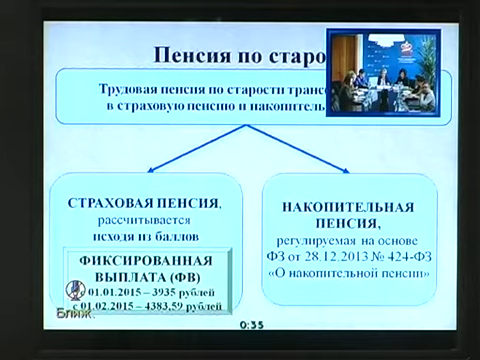 Пенсия по старо
Трудовая пенсия по старости транс
в страховую пенсию и накопитель
СТРАХОВАЯ ПЕНСИЯ,
рассчитывается
исходя из баллов
ФИКСИРОВАННАЯ
ВЫПЛАТА (ФВ)
01.01.2015 – 3935 рублей
с 01.02.2015 – 4383,59 рублей
НАКОПИТЕЛЬНАЯ
ПЕНСИЯ,
регулируемая на основе
ФЗ от 28.12.2013 № 424-ФЗ
«О накопительной пенсии»
Ближ.
0:35